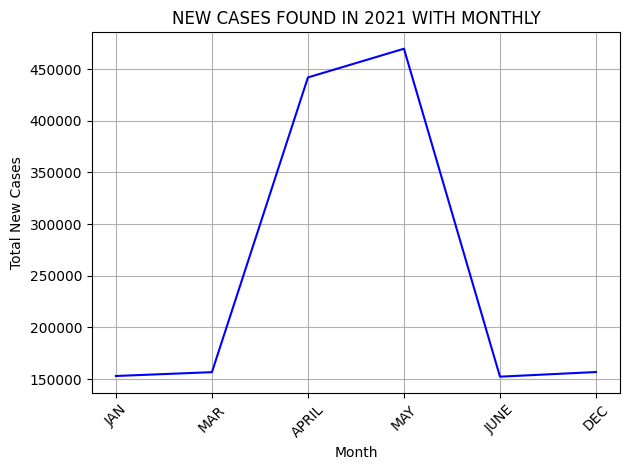 NEW CASES FOUND IN 2021 WITH MONTHLY
Total New Cases
450000
400000
350000
300000
250000
200000
150000
JAN
MAR
APRIL
MAY
JUNE
DEC
Month